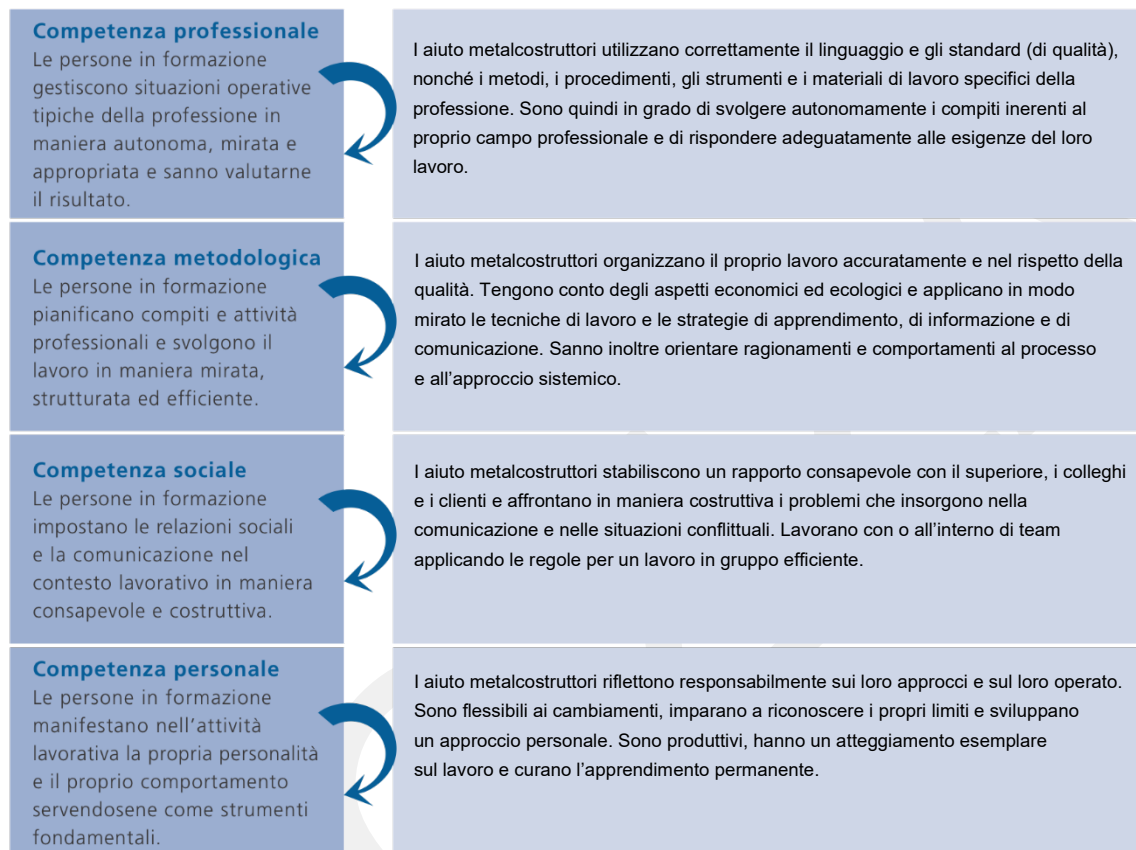 Competenza professionale
Le persone in formazione
gestiscono situazioni operative
tipiche della professione in
maniera autonoma, mirata e
appropriata e sanno valutarne
il risultato.
I aiuto metalcostruttori utilizzano correttamente il linguaggio e gli standard (di qualità),
nonché i metodi, i procedimenti, gli strumenti e i materiali di lavoro specifici della
professione. Sono quindi in grado di svolgere autonomamente i compiti inerenti al
proprio campo professionale e di rispondere adeguatamente alle esigenze del loro
lavoro.
Competenza metodologica
Le persone in formazione
pianificano compiti e attività
professionali e svolgono il
lavoro in maniera mirata,
strutturata ed efficiente.
I aiuto metalcostruttori organizzano il proprio lavoro accuratamente e nel rispetto della
qualità. Tengono conto degli aspetti economici ed ecologici e applicano in modo
mirato le tecniche di lavoro e le strategie di apprendimento, di informazione e di
comunicazione. Sanno inoltre orientare ragionamenti e comportamenti al processo
e all'approccio sistemico.
Competenza sociale
Le persone in formazione
impostano le relazioni sociali
e la comunicazione nel
contesto lavorativo in maniera
consapevole e costruttiva.
I aiuto metalcostruttori stabiliscono un rapporto consapevole con il superiore, i colleghi
e i clienti e affrontano in maniera costruttiva i problemi che insorgono nella
comunicazione e nelle situazioni conflittuali. Lavorano con o all'interno di team
applicando le regole per un lavoro in gruppo efficiente.
Competenza personale
Le persone in formazione
manifestano nell'attività
lavorativa la propria personalità
e il proprio comportamento
servendosene come strumenti
fondamentali.
I aiuto metalcostruttori riflettono responsabilmente sui loro approcci e sul loro operato.
Sono flessibili ai cambiamenti, imparano a riconoscere i propri limiti e sviluppano
un approccio personale. Sono produttivi, hanno un atteggiamento esemplare
sul lavoro e curano l'apprendimento permanente.